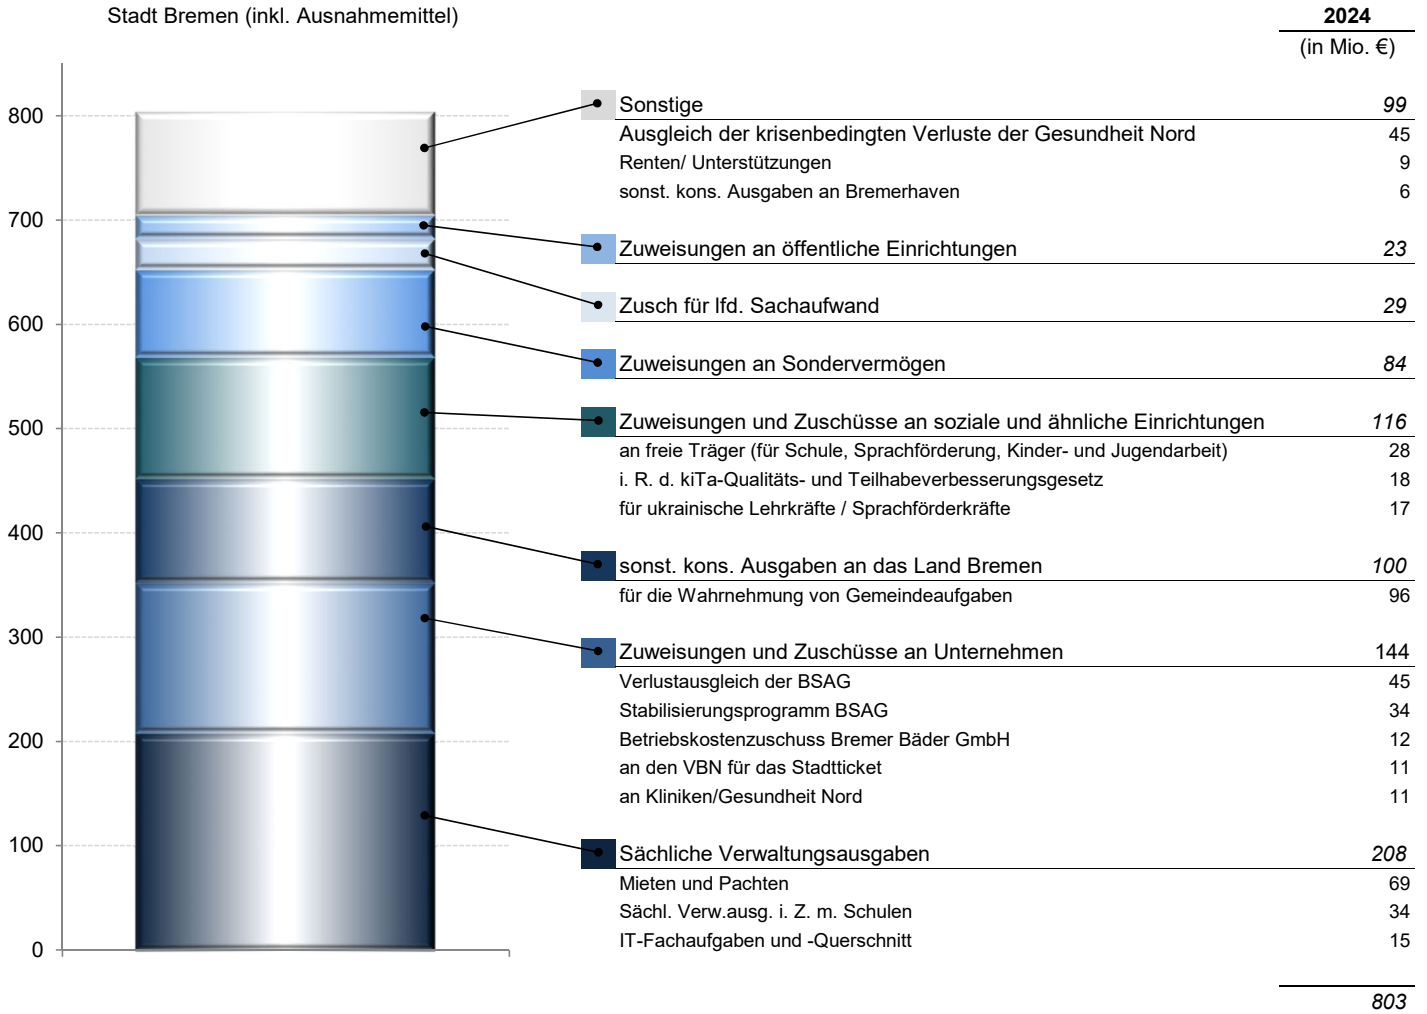 Stadt Bremen (inkl. Ausnahmemittel)
2024
(in Mio. €)
800
700
600
500
400
300
200
100
0
Sonstige 99
Ausgleich der krisenbedingten Verluste der Gesundheit Nord 45
Renten/ Unterstützungen 9
sonst. kons. Ausgaben an Bremerhaven 6
Zuweisungen an öffentliche Einrichtungen 23
Zusch für lfd. Sachaufwand 29
Zuweisungen an Sondervermögen 84
Zuweisungen und Zuschüsse an soziale und ähnliche Einrichtungen 116
an freie Träger (für Schule, Sprachförderung, Kinder- und Jugendarbeit) 28
i. R. d. kiTa-Qualitäts- und Teilhabeverbesserungsgesetz 18
für ukrainische Lehrkräfte / Sprachförderkräfte 17
sonst. kons. Ausgaben an das Land Bremen 100
für die Wahrnehmung von Gemeindeaufgaben 96
Zuweisungen und Zuschüsse an Unternehmen 144
Verlustausgleich der BSAG 45
Stabilisierungsprogramm BSAG 34
Betriebskostenzuschuss Bremer Bäder GmbH 12
an den VBN für das Stadtticket 11
an Kliniken/Gesundheit Nord 11
Sächliche Verwaltungsausgaben 208
Mieten und Pachten 69
Sächl. Verw.ausg. i. Z. m. Schulen 34
IT-Fachaufgaben und -Querschnitt 15
803